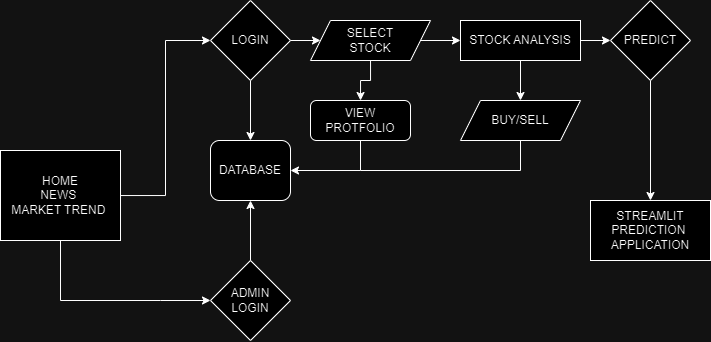 LOGIN
SELECT
STOCK
STOCK ANALYSIS
PREDICT
VIEW
PROTFOLIO
BUY/SELL
DATABASE
HOME
NEWS
MARKET TREND
STREAMLIT
PREDICTION
APPLICATION
ADMIN
LOGIN